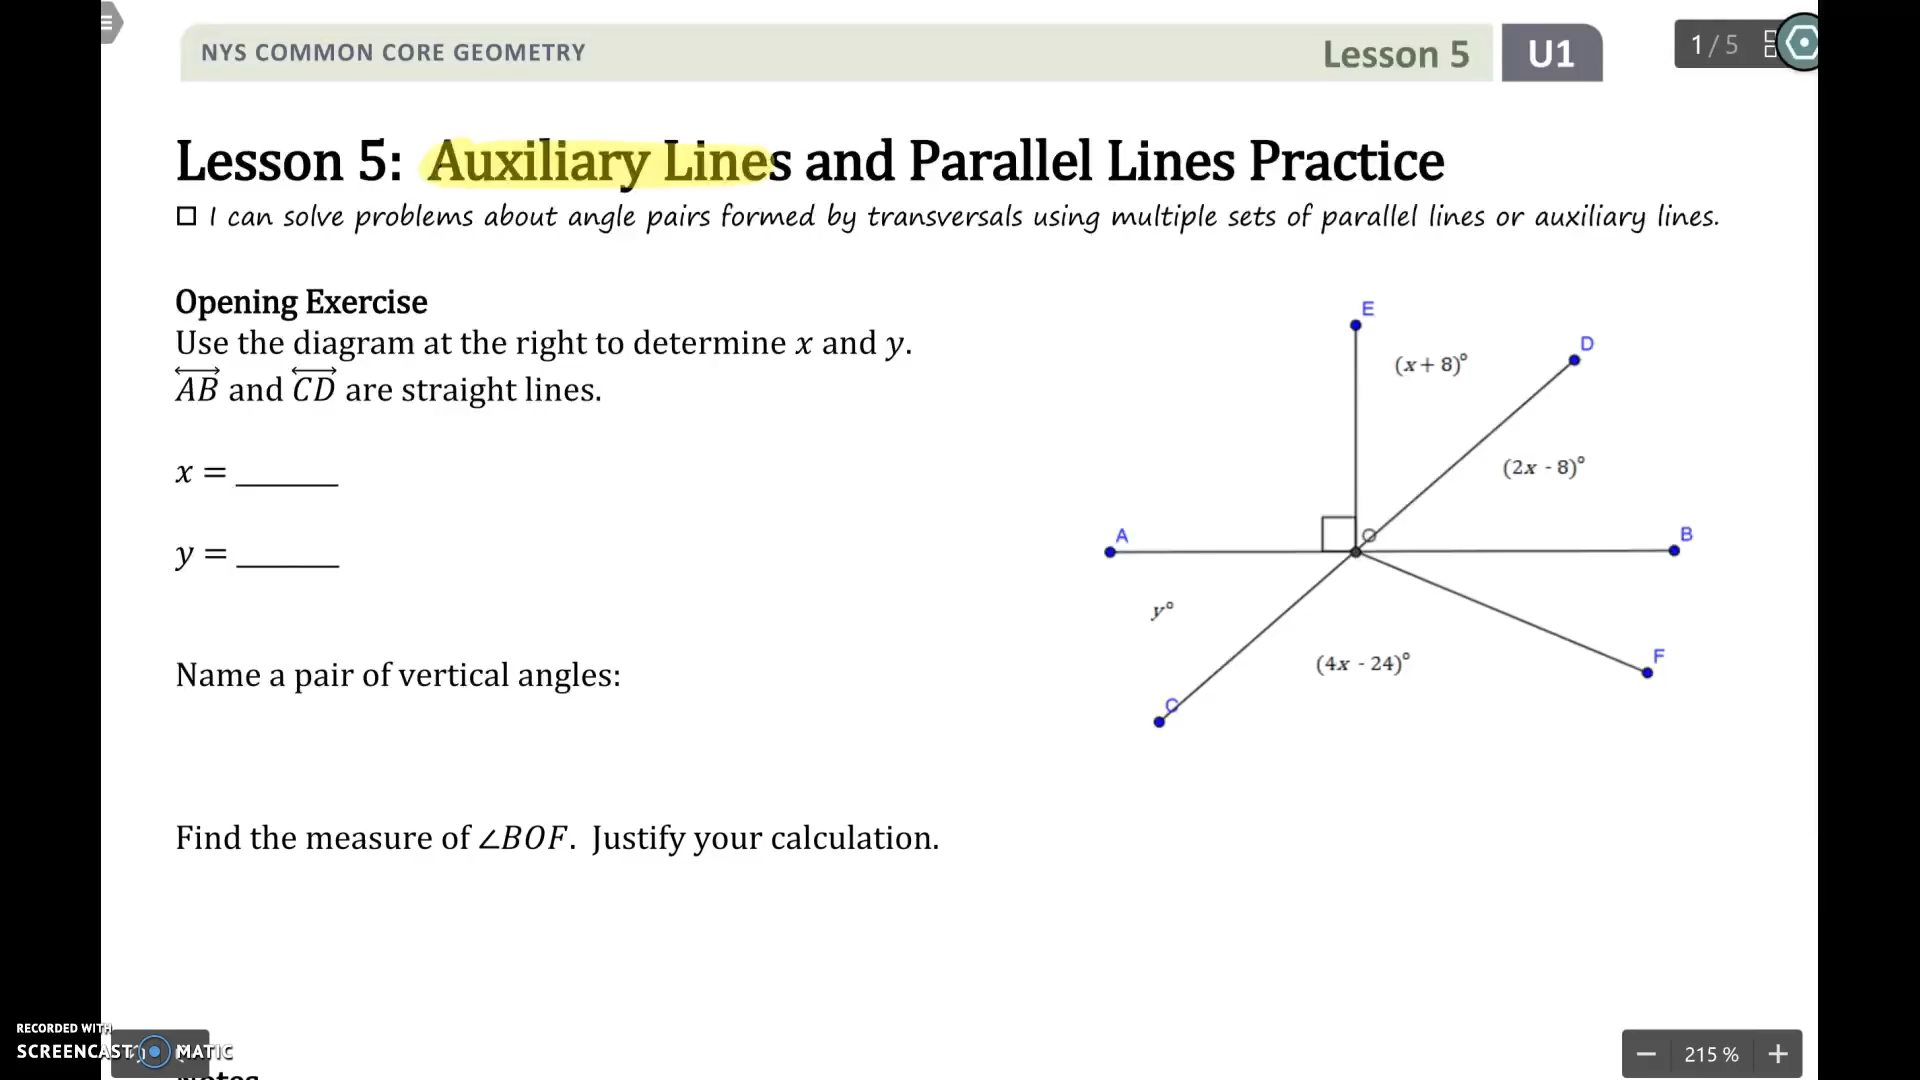 NYS COMMON CORE GEOMETRY
Lesson 5
U1
1 / 5
Lesson 5: Auxiliary Lines and Parallel Lines Practice
☐ I can solve problems about angle pairs formed by transversals using multiple sets of parallel lines or auxiliary lines.
Opening Exercise
Use the diagram at the right to determine x and y.
AB and CD are straight lines.
x = ______
y = ______
Name a pair of vertical angles:
Find the measure of ∠BOF. Justify your calculation.
E
(x + 8)°
D
(2x - 8)°
A
O
B
y°
(4x - 24)°
F
C
RECORDED WITH
SCREENCAST MATIC
Notes
215 %